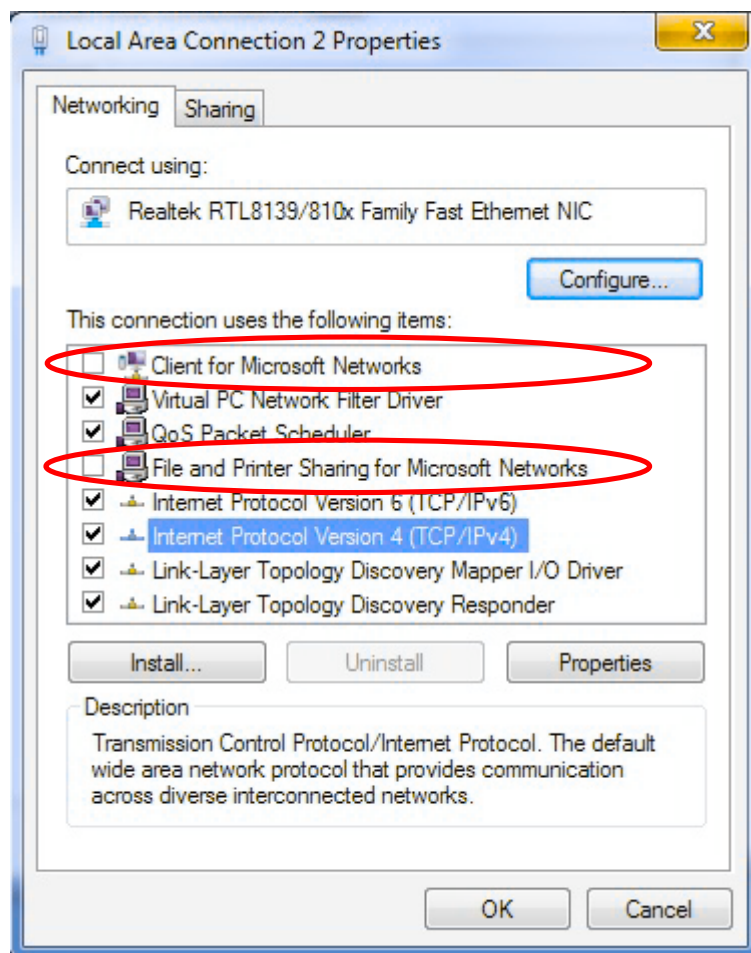 Local Area Connection 2 Properties
Networking
Sharing
Connect using:
Realtek RTL8139/810x Family Fast Ethernet NIC
Configure...
This connection uses the following items:
Client for Microsoft Networks
Virtual PC Network Filter Driver
QoS Packet Scheduler
File and Printer Sharing for Microsoft Networks
Internet Protocol Version 6 (TCP/IPv6)
Internet Protocol Version 4 (TCP/IPv4)
Link-Layer Topology Discovery Mapper I/O Driver
Link-Layer Topology Discovery Responder
Install...
Uninstall
Properties
Description
Transmission Control Protocol/Internet Protocol. The default
wide area network protocol that provides communication
across diverse interconnected networks.
OK
Cancel